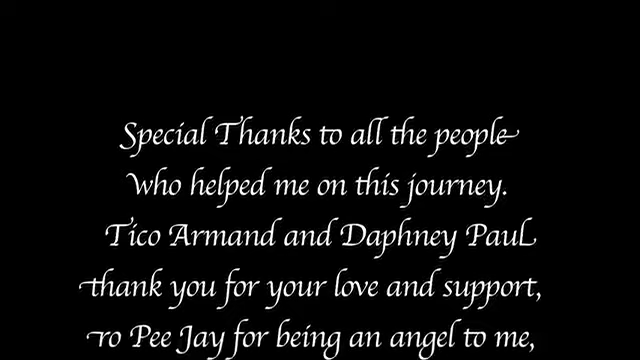 Special Thanks to all the people
who helped me on this journey.
Tico Armand and Daphney Paul
thank you for your love and support,
ro Pee Jay for being an angel to me,